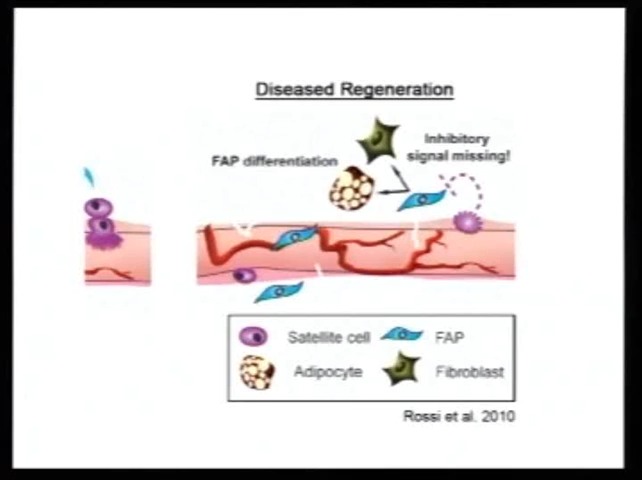 Diseased Regeneration
Inhibitory
signal missing!
FAP differentiation
Satellite cell
FAP
Adipocyte
Fibroblast
Rossi et al. 2010